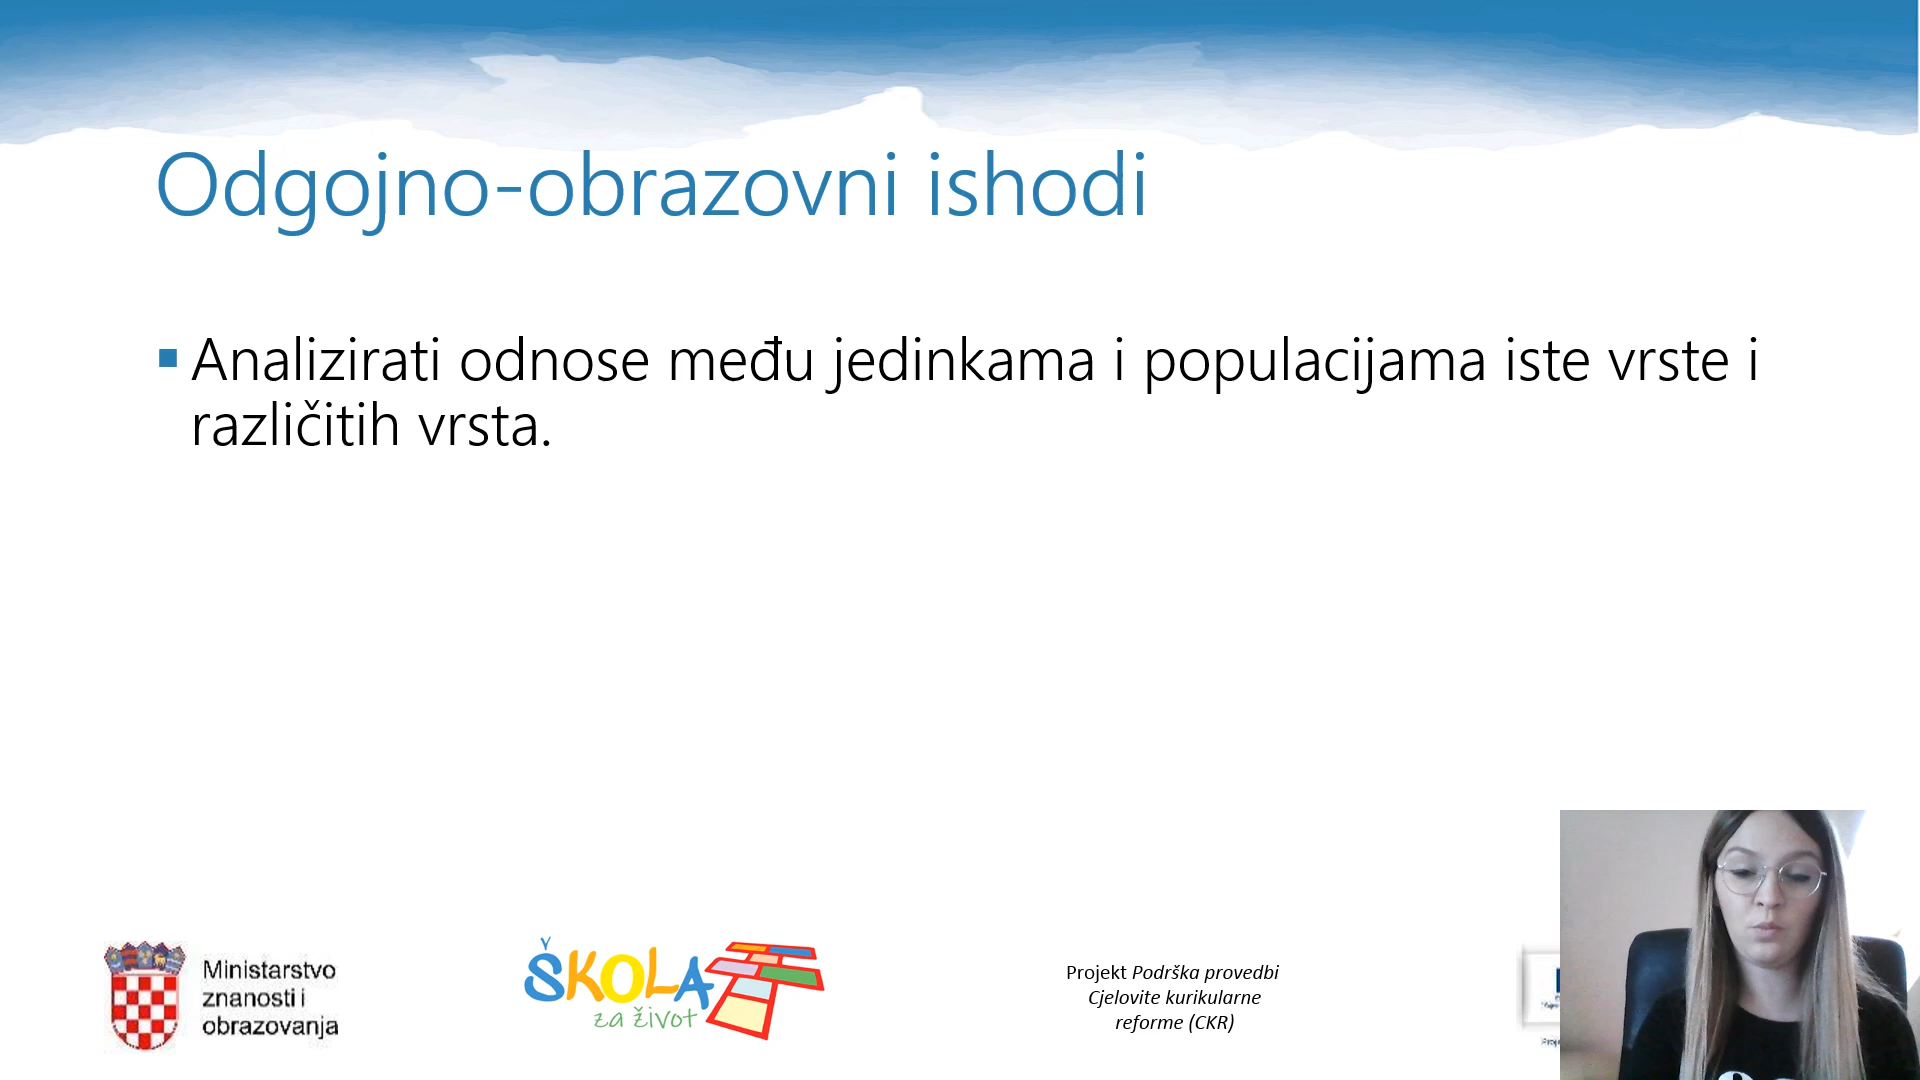 Odgojno-obrazovni ishodi
Analizirati odnose među jedinkama i populacijama iste vrste i
različitih vrsta.
Ministarstvo
znanosti i
obrazovanja
ŠKOLA
za život
Projekt Podrška provedbi
Cjelovite kurikularne
reforme (CKR)